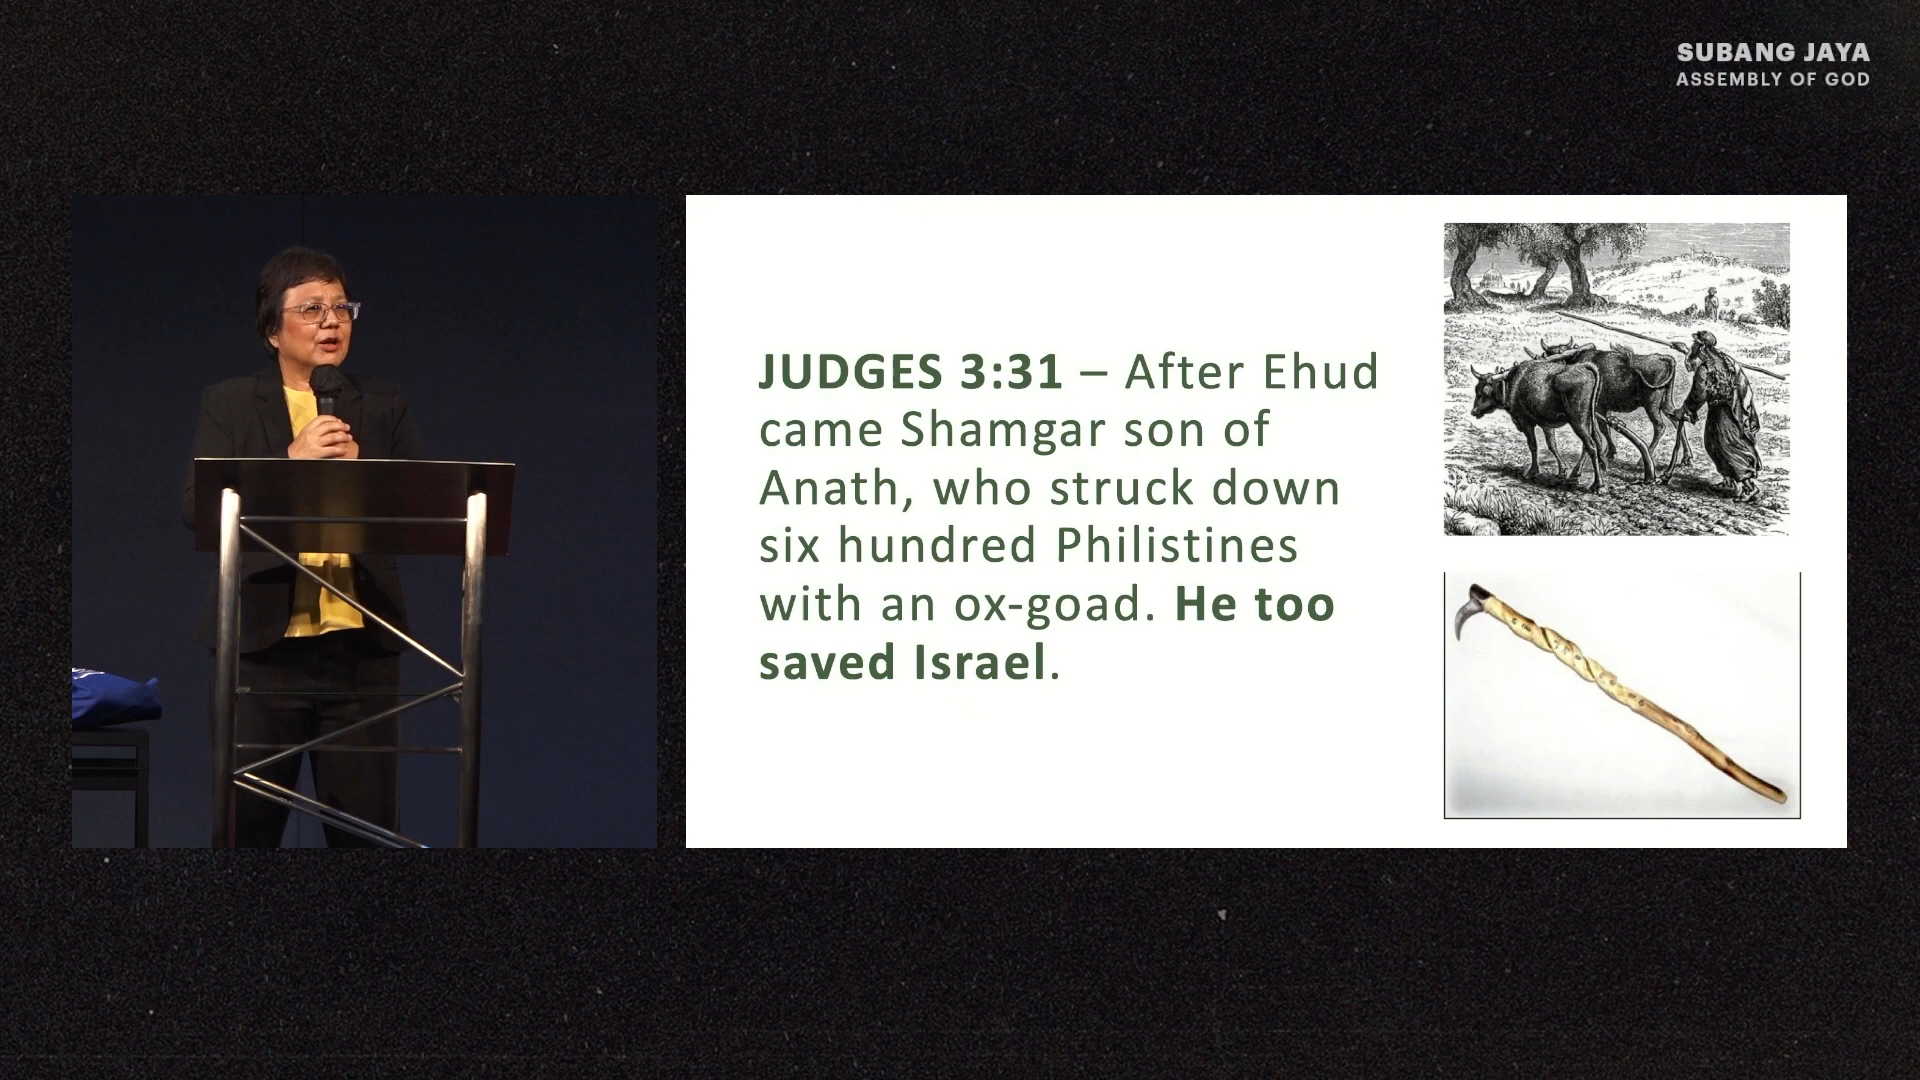 SUBANG JAYA
ASSEMBLY OF GOD
JUDGES 3:31 – After Ehud
came Shamgar son of
Anath, who struck down
six hundred Philistines
with an ox-goad. He too
saved Israel.